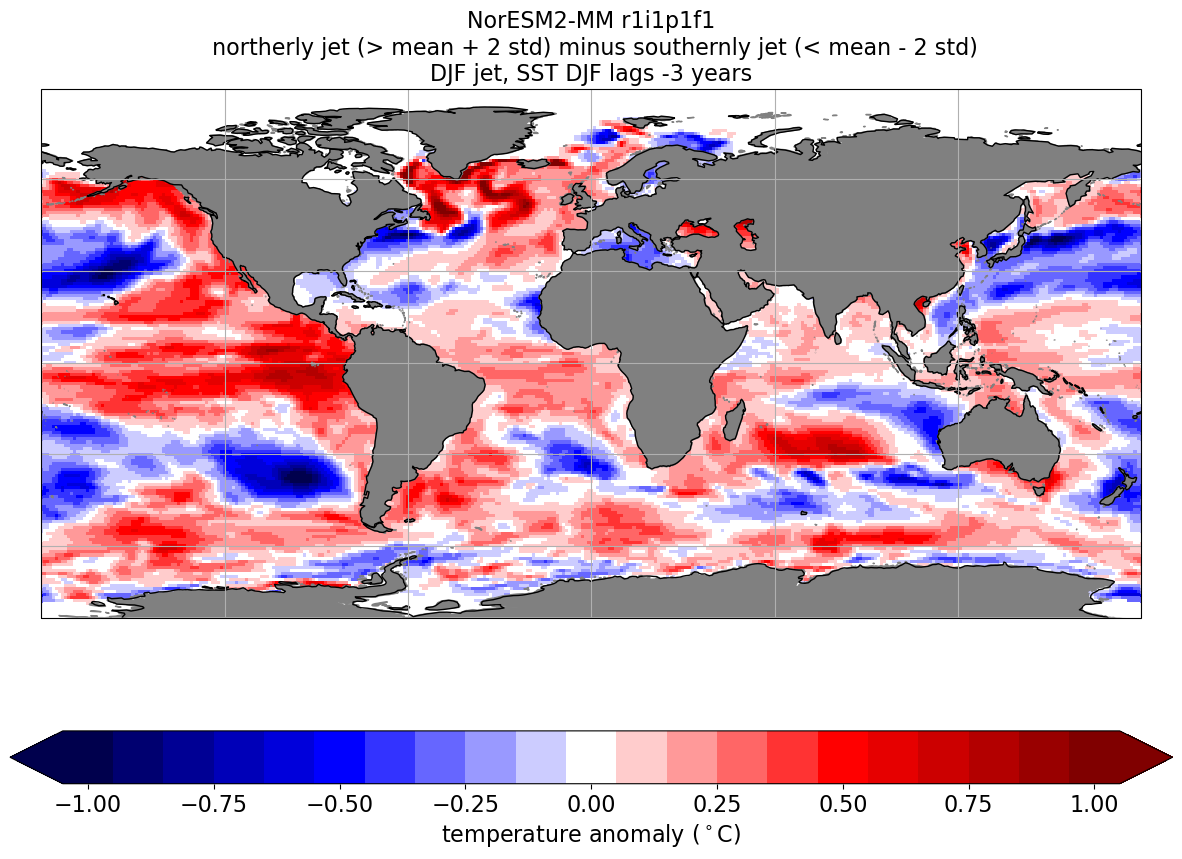 NorESM2-MM r1i1p1f1
northerly jet (> mean + 2 std) minus southernly jet (< mean - 2 std)
DJF jet, SST DJF lags -3 years
−1.00 −0.75 −0.50 −0.25 0.00 0.25 0.50 0.75 1.00
temperature anomaly (°C)